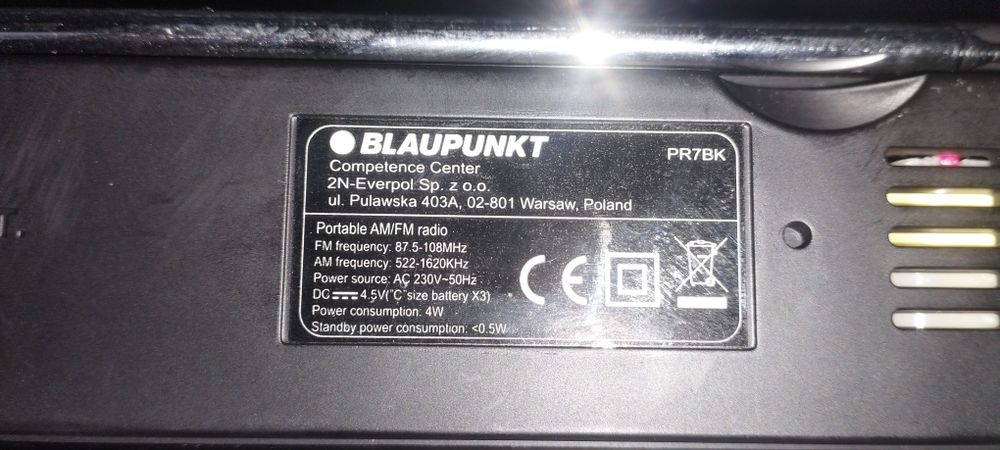 BLAUPUNKT
PR7BK
Competence Center
2N-Everpol Sp. z o.o.
ul. Pulawska 403A, 02-801 Warsaw, Poland
Portable AM/FM radio
FM frequency: 87.5-108MHz
AM frequency: 522-1620KHz
Power source: AC 230V~50Hz
DC ⎓ 4.5V("C"size battery X3)
Power consumption: 4W
Standby power consumption: <0.5W
CE